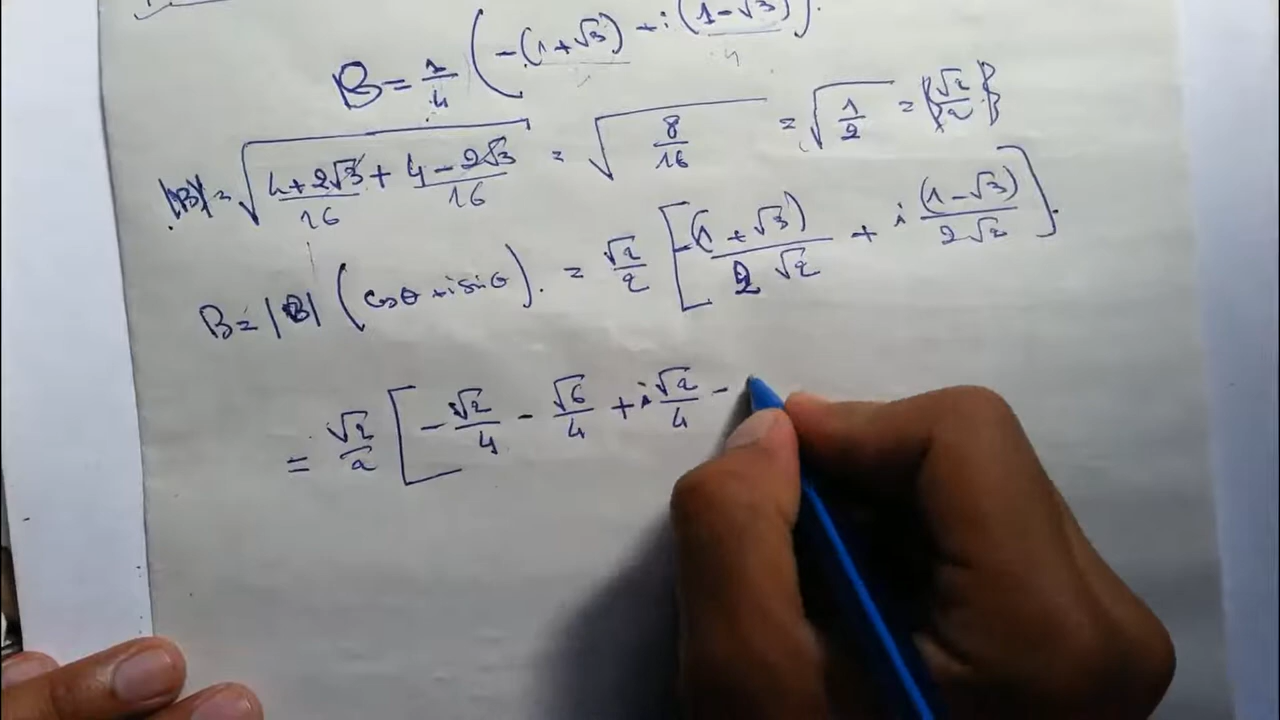 B = 1/4 ( -(1+√3) + i(1-√3) ).
|B| = √( (4+2√3)/16 + (4-2√3)/16 ) = √( 8/16 ) = √( 1/2 ) = { √2/2 }
B = |B| ( cosθ + i sinθ ). = √2/2 [ -(1+√3)/(2√2) + i (1-√3)/(2√2) ].
= √2/2 [ -√2/4 - √6/4 + i √2/4 -